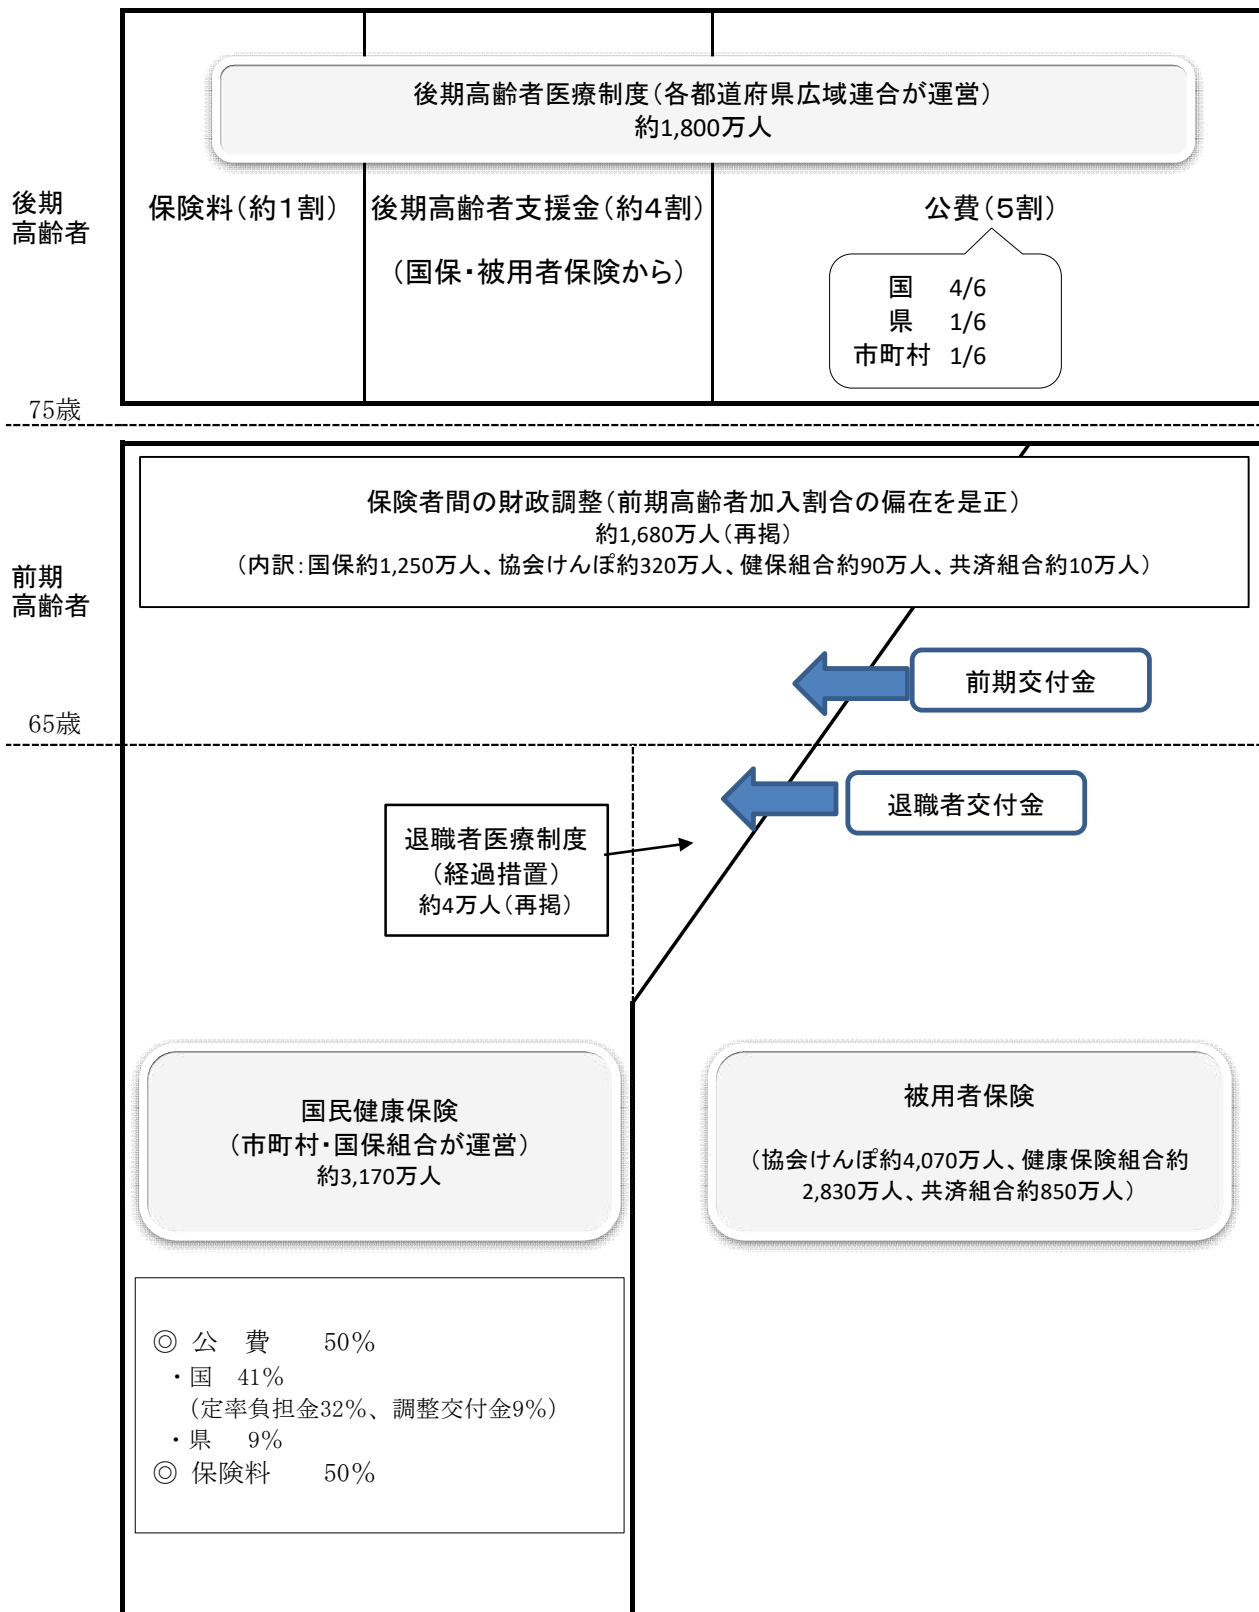 後期高齢者医療制度(各都道府県広域連合が運営)
約1,800万人
後期
高齢者
保険料(約1割)
後期高齢者支援金(約4割)
(国保・被用者保険から)
公費(5割)
国 4/6
県 1/6
市町村 1/6
75歳
保険者間の財政調整(前期高齢者加入割合の偏在を是正)
約1,680万人(再掲)
(内訳:国保約1,250万人、協会けんぽ約320万人、健保組合約90万人、共済組合約10万人)
前期
高齢者
前期交付金
65歳
退職者交付金
退職者医療制度
(経過措置)
約4万人(再掲)
国民健康保険
(市町村・国保組合が運営)
約3,170万人
被用者保険
(協会けんぽ約4,070万人、健康保険組合約
2,830万人、共済組合約850万人)
◎ 公 費 50%
・国 41%
(定率負担金32%、調整交付金9%)
・県 9%
◎ 保険料 50%